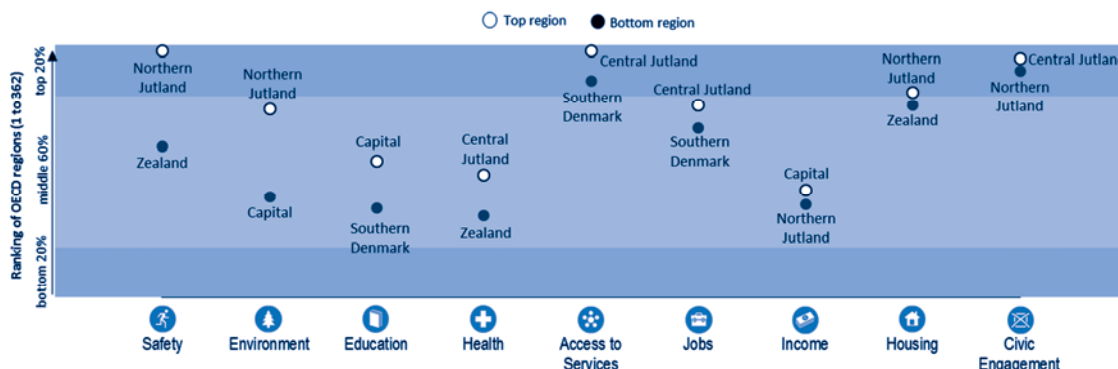 Top region
Bottom region
Ranking of OECD regions (1 to 362)
top 20%
middle 60%
bottom 20%
Northern
Jutland
Zealand
Northern
Jutland
Capital
Capital
Southern
Denmark
Central
Jutland
Zealand
Central Jutland
Southern
Denmark
Central Jutland
Southern
Denmark
Capital
Northern
Jutland
Northern
Jutland
Zealand
Central Jutland
Northern
Jutland
Safety
Environment
Education
Health
Access to
Services
Jobs
Income
Housing
Civic
Engagement